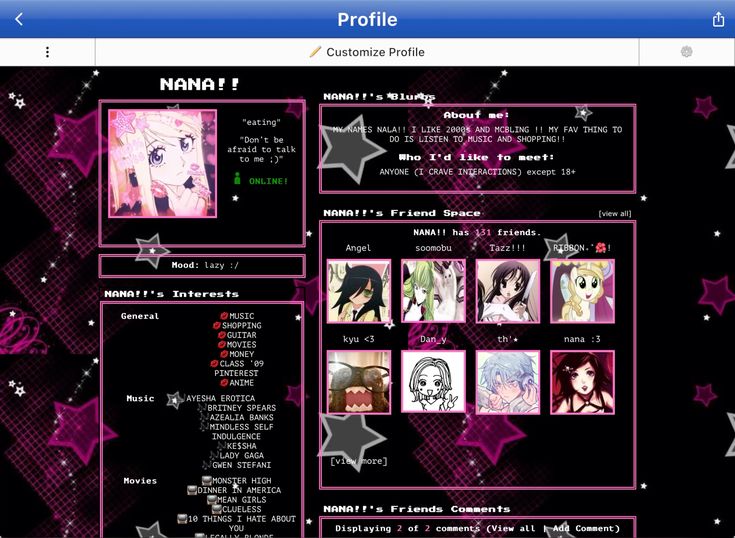 Profile
Customize Profile
NANA!!
"eating"
"Don't be
afraid to talk
to me ;)"
ONLINE!
Mood: lazy :/
NANA!!'s Interests
General
MUSIC
SHOPPING
GUITAR
MOVIES
MONEY
CLASS '09
PINTEREST
ANIME
Music
AYESHA EROTICA
BRITNEY SPEARS
AZEALIA BANKS
MINDLESS SELF
INDULGENCE
KE$SHA
LADY GAGA
GWEN STEFANI
Movies
MONSTER HIGH
DINNER IN AMERICA
MEAN GIRLS
CLUELESS
10 THINGS I HATE ABOUT
YOU
LEGALLY BLONDE
NANA!!'s Blurbs
About me:
MY NAMES NALA!! I LIKE 2000s AND MCBLING !! MY FAV THING TO
DO IS LISTEN TO MUSIC AND SHOPPING!!
Who I'd like to meet:
ANYONE (I CRAVE INTERACTIONS) except 18+
NANA!!'s Friend Space
[view all]
NANA!! has 131 friends.
Angel soomobu Tazz!!! RIBBON ˖˚🌺!
kyu <3 Dan_y th'★ nana :3
[view more]
NANA!!'s Friends Comments
Displaying 2 of 2 comments (View all | Add Comment)